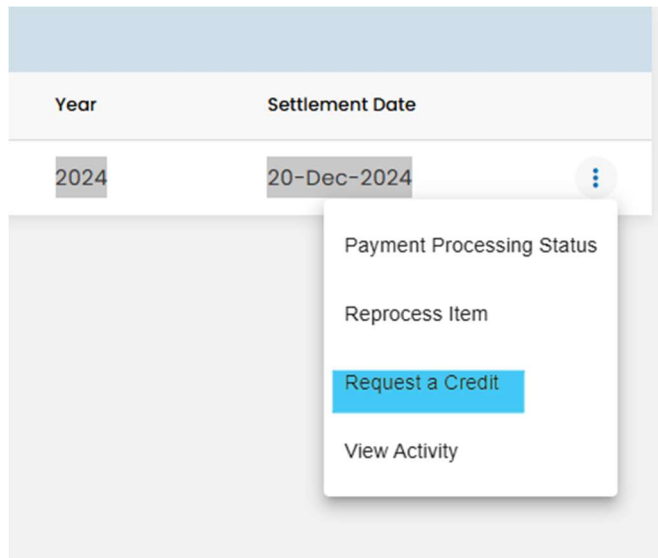 Year Settlement Date
2024 20-Dec-2024
Payment Processing Status
Reprocess Item
Request a Credit
View Activity